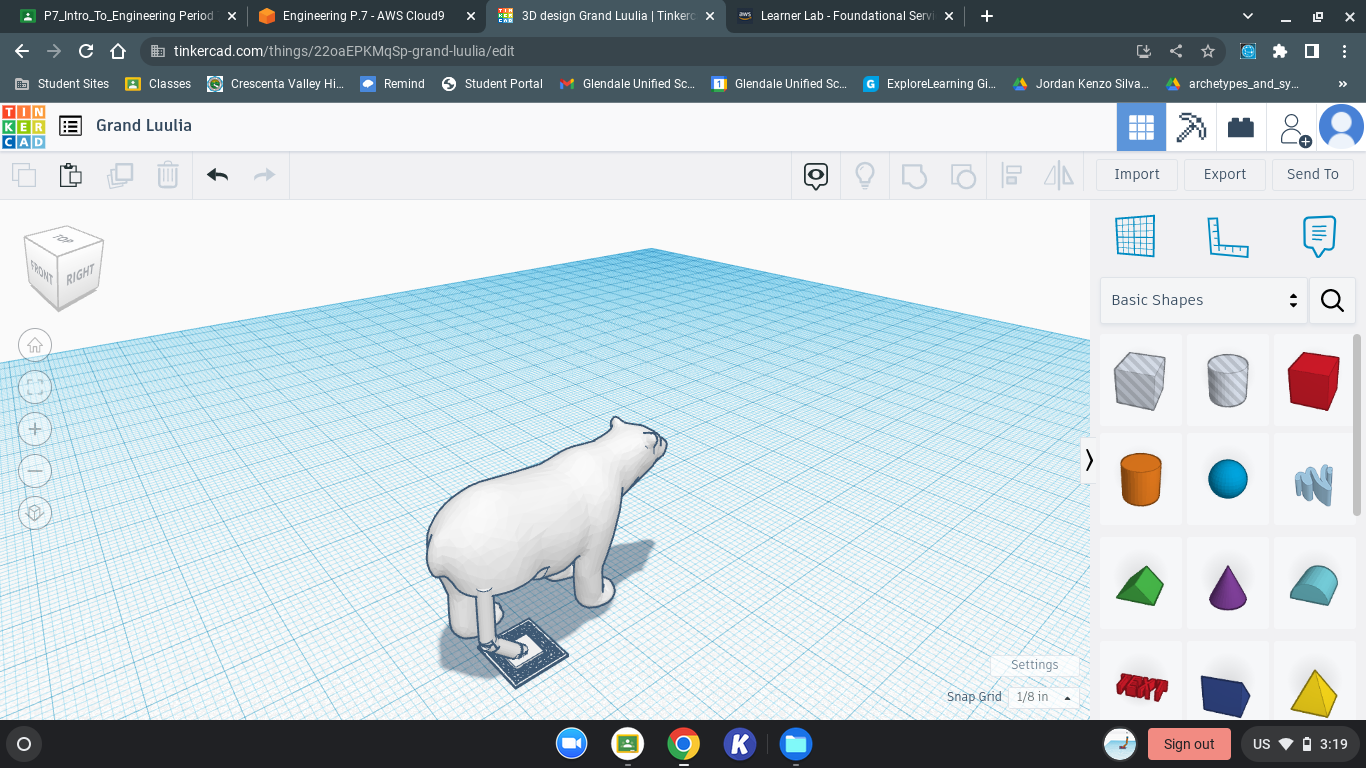 P7_Intro_To_Engineering Period
Engineering P.7 - AWS Cloud9
3D design Grand Luulia | Tinkerc
Learner Lab - Foundational Servi
tinkercad.com/things/22oaEPKMqSp-grand-luulia/edit
Student Sites
Classes
Crescenta Valley Hi...
Remind
Student Portal
Glendale Unified Sc...
Glendale Unified Sc...
ExploreLearning Gi...
Jordan Kenzo Silva...
archetypes_and_sy...
»
TIN
KER
CAD
Grand Luulia
Import
Export
Send To
TOP
FRONT
RIGHT
Basic Shapes
TEXT
Settings
Snap Grid
1/8 in
K
Sign out
US
3:19